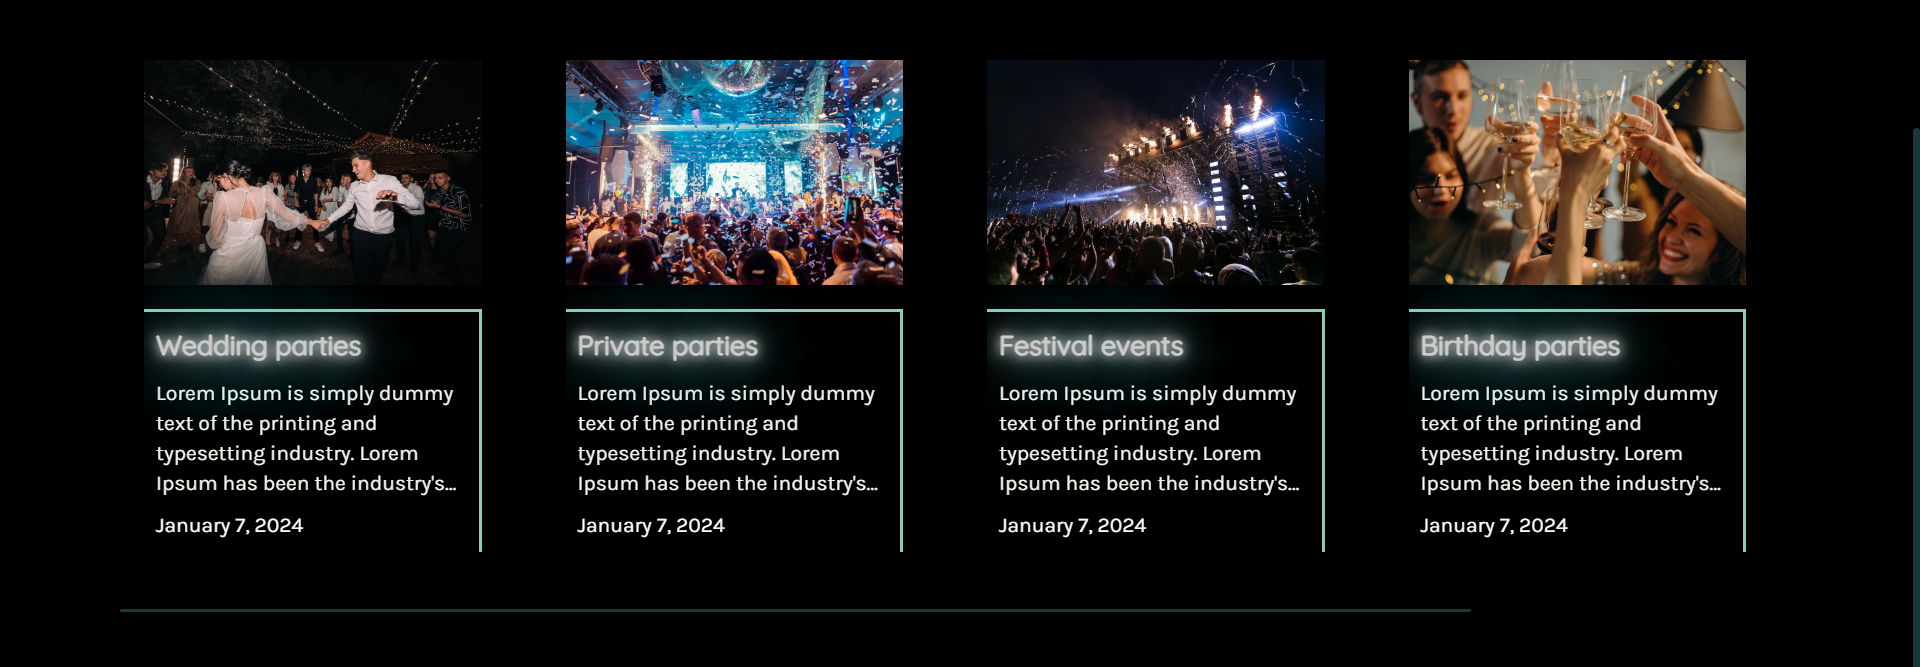 Wedding parties
Lorem Ipsum is simply dummy
text of the printing and
typesetting industry. Lorem
Ipsum has been the industry's...
January 7, 2024
Private parties
Lorem Ipsum is simply dummy
text of the printing and
typesetting industry. Lorem
Ipsum has been the industry's...
January 7, 2024
Festival events
Lorem Ipsum is simply dummy
text of the printing and
typesetting industry. Lorem
Ipsum has been the industry's...
January 7, 2024
Birthday parties
Lorem Ipsum is simply dummy
text of the printing and
typesetting industry. Lorem
Ipsum has been the industry's...
January 7, 2024